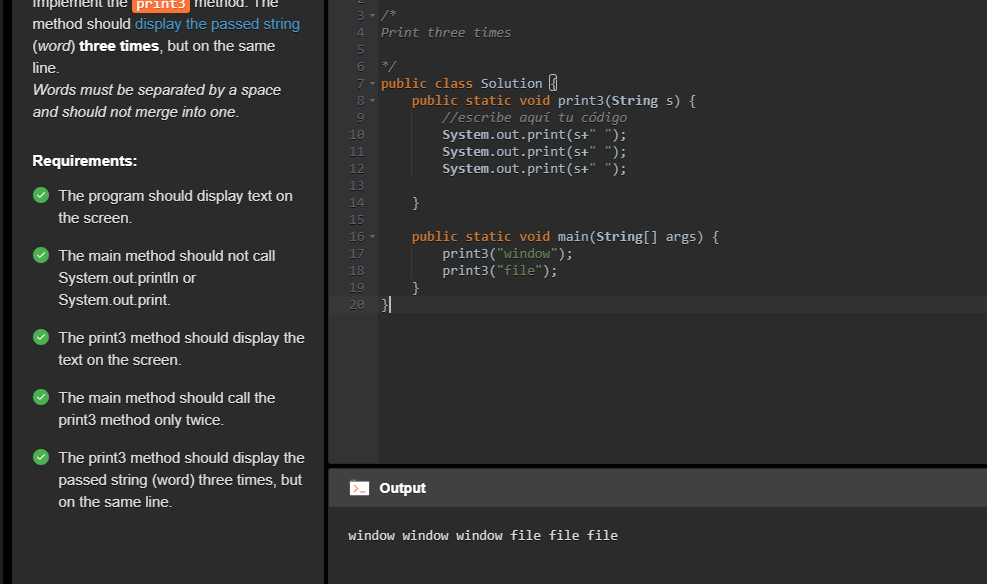 Implement the print3 method. The
method should display the passed string
(word) three times, but on the same
line.
Words must be separated by a space
and should not merge into one.
Requirements:
The program should display text on
the screen.
The main method should not call
System.out.println or
System.out.print.
The print3 method should display the
text on the screen.
The main method should call the
print3 method only twice.
The print3 method should display the
passed string (word) three times, but
on the same line.
3 /*
4 Print three times
5
6 */
7 public class Solution {
8     public static void print3(String s) {
9         //escribe aquí tu código
10         System.out.print(s+" ");
11         System.out.print(s+" ");
12         System.out.print(s+" ");
13
14     }
15
16     public static void main(String[] args) {
17         print3("window");
18         print3("file");
19     }
20 }
>_ Output
window window window file file file